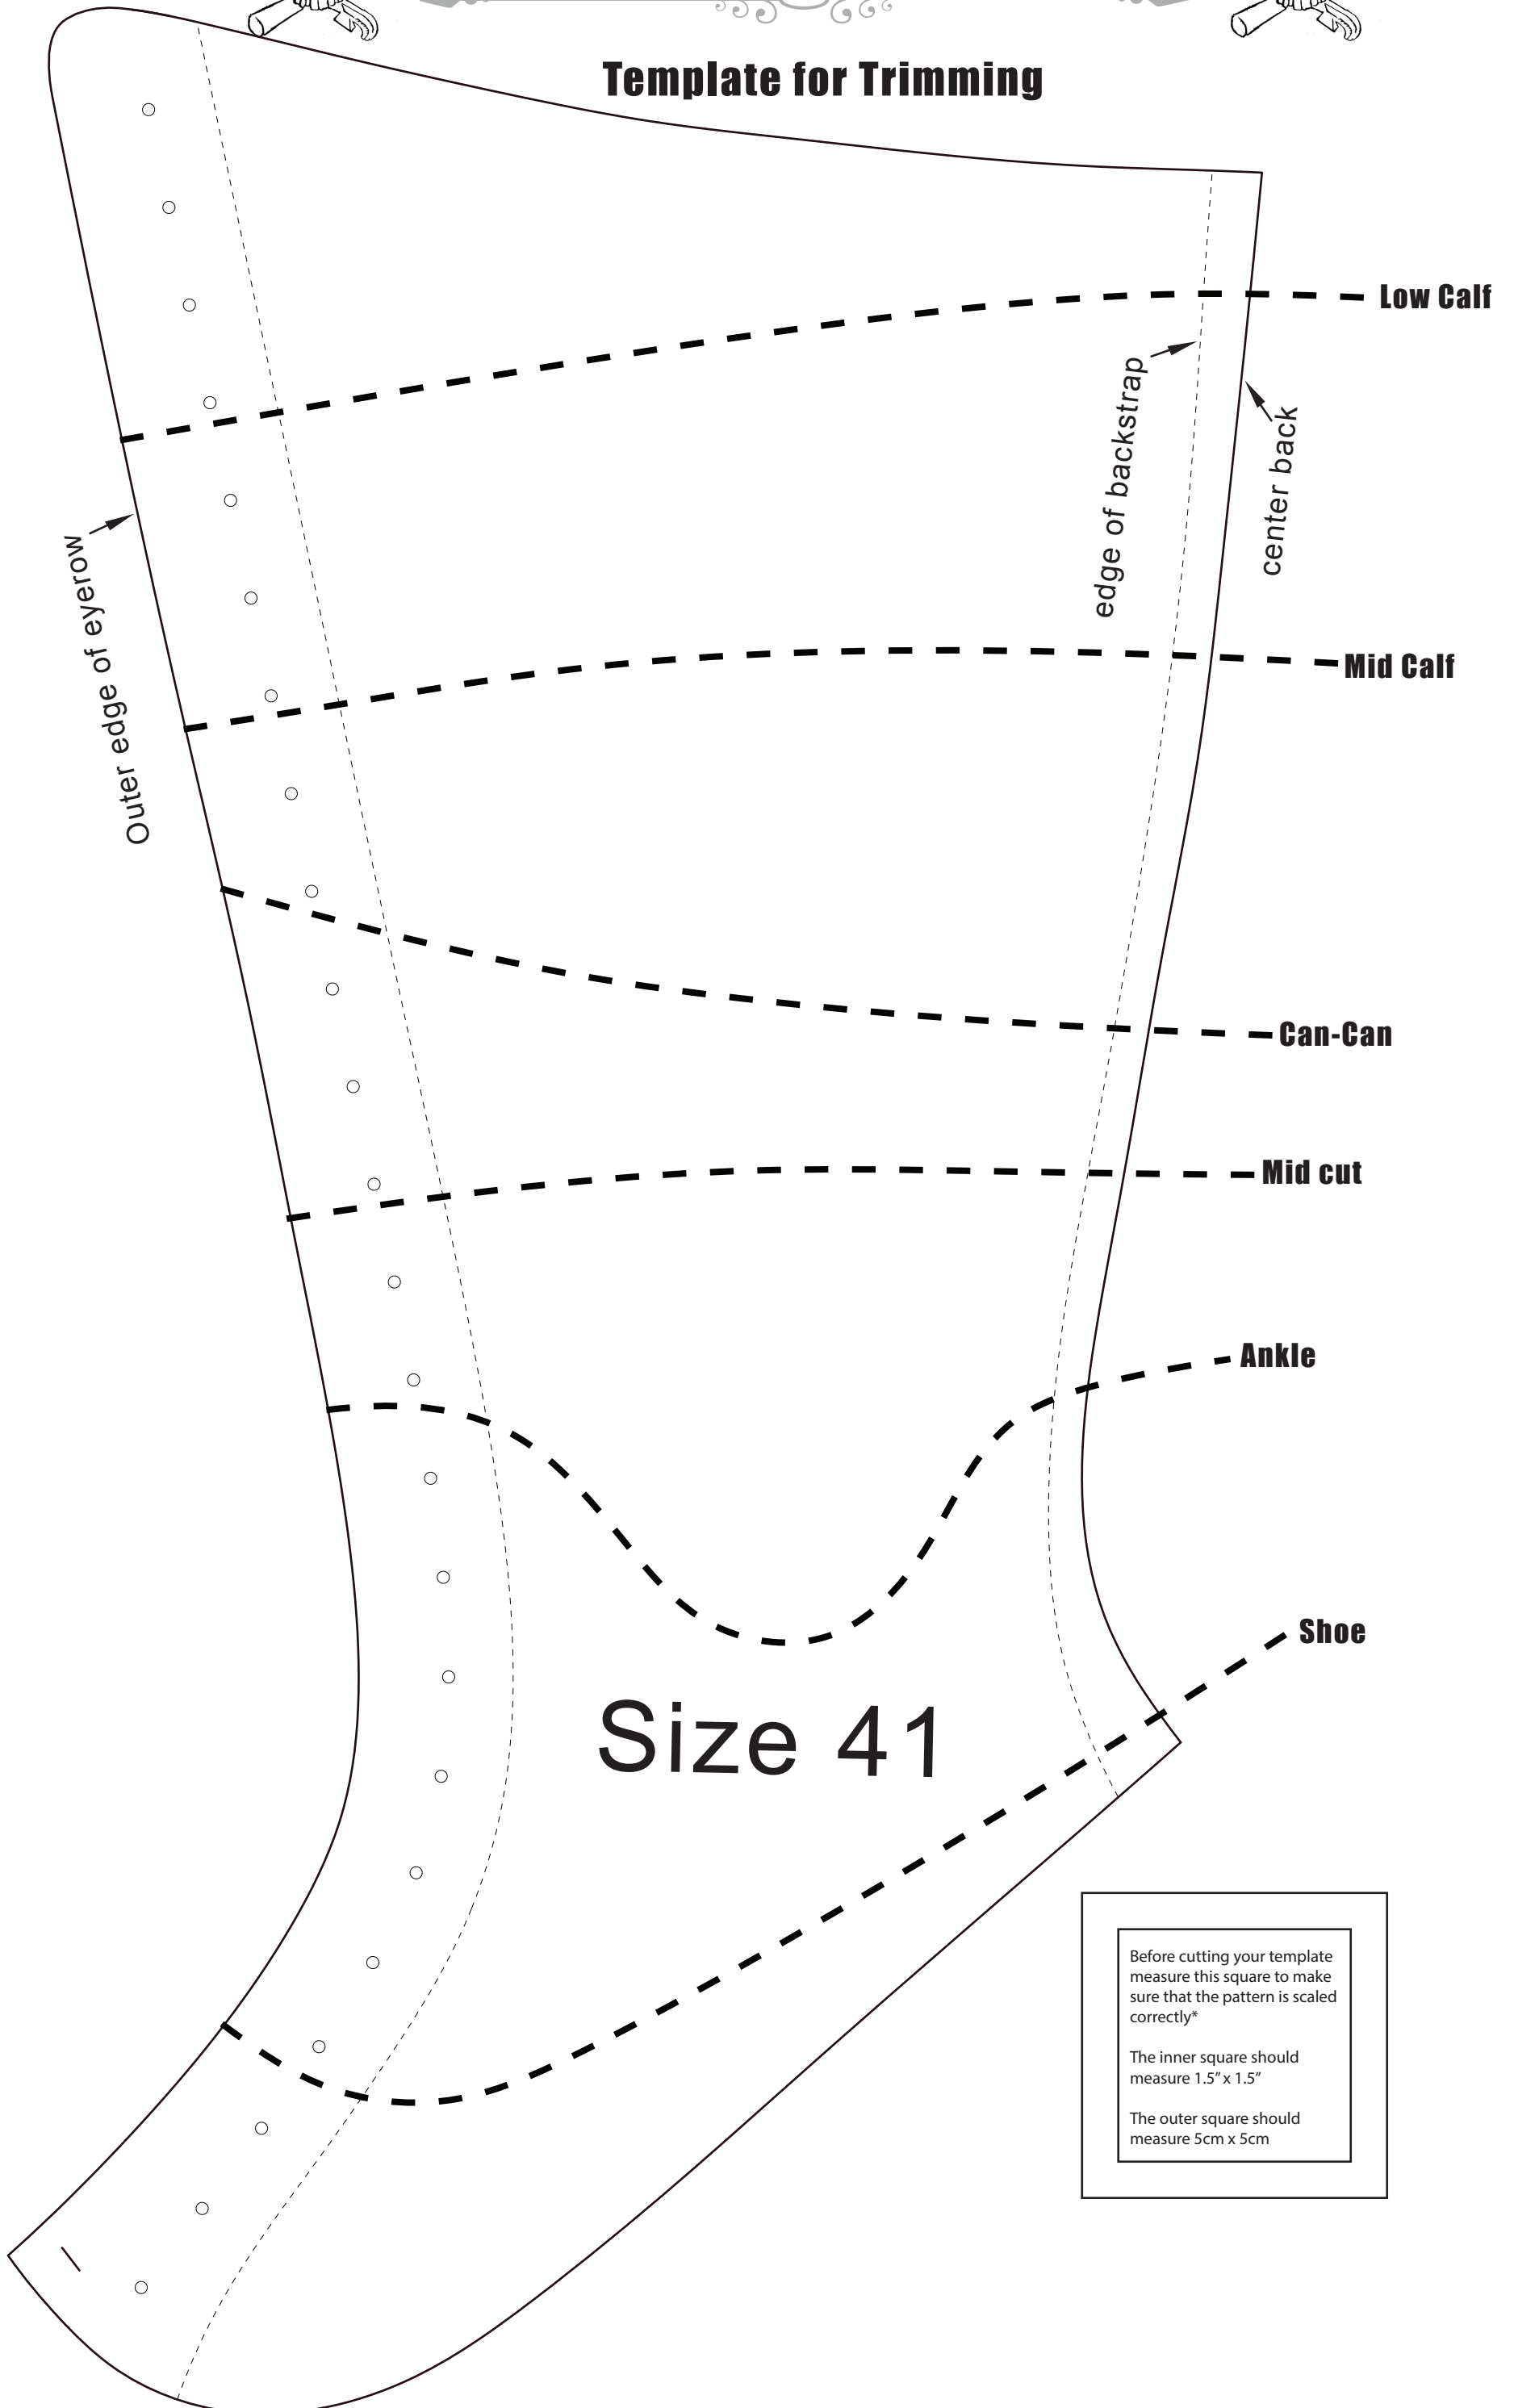 Template for Trimming
Low Calf
edge of backstrap
center back
Outer edge of eyerow
Mid Calf
Can-Can
Mid cut
Ankle
Shoe
Size 41
Before cutting your template
measure this square to make
sure that the pattern is scaled
correctly*
The inner square should
measure 1.5” x 1.5”
The outer square should
measure 5cm x 5cm